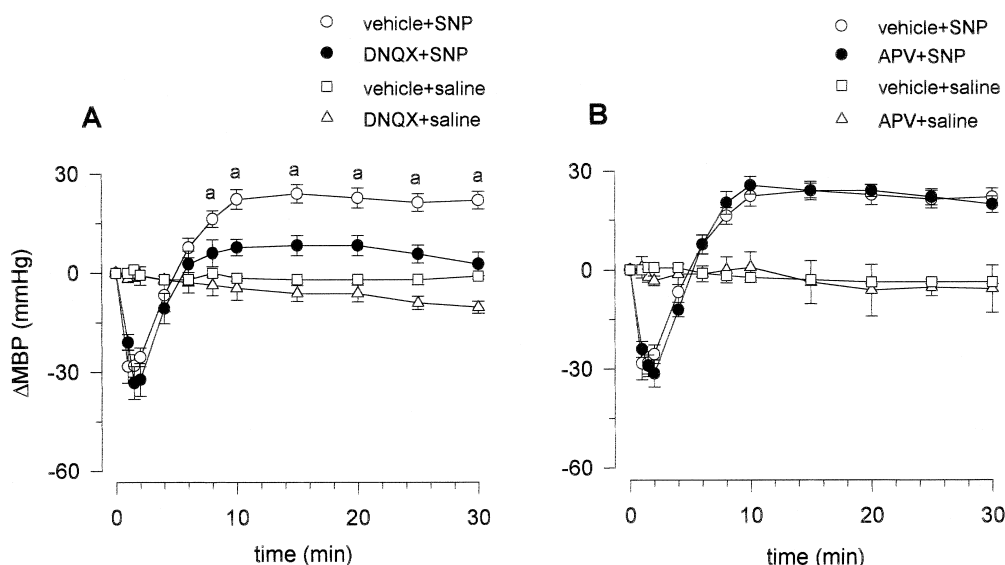 vehicle+SNP
DNQX+SNP
vehicle+saline
DNQX+saline
A
a a a a a a
30
0
-30
-60
ΔMBP (mmHg)
0 10 20 30
time (min)
vehicle+SNP
APV+SNP
vehicle+saline
APV+saline
B
30
0
-30
-60
0 10 20 30
time (min)